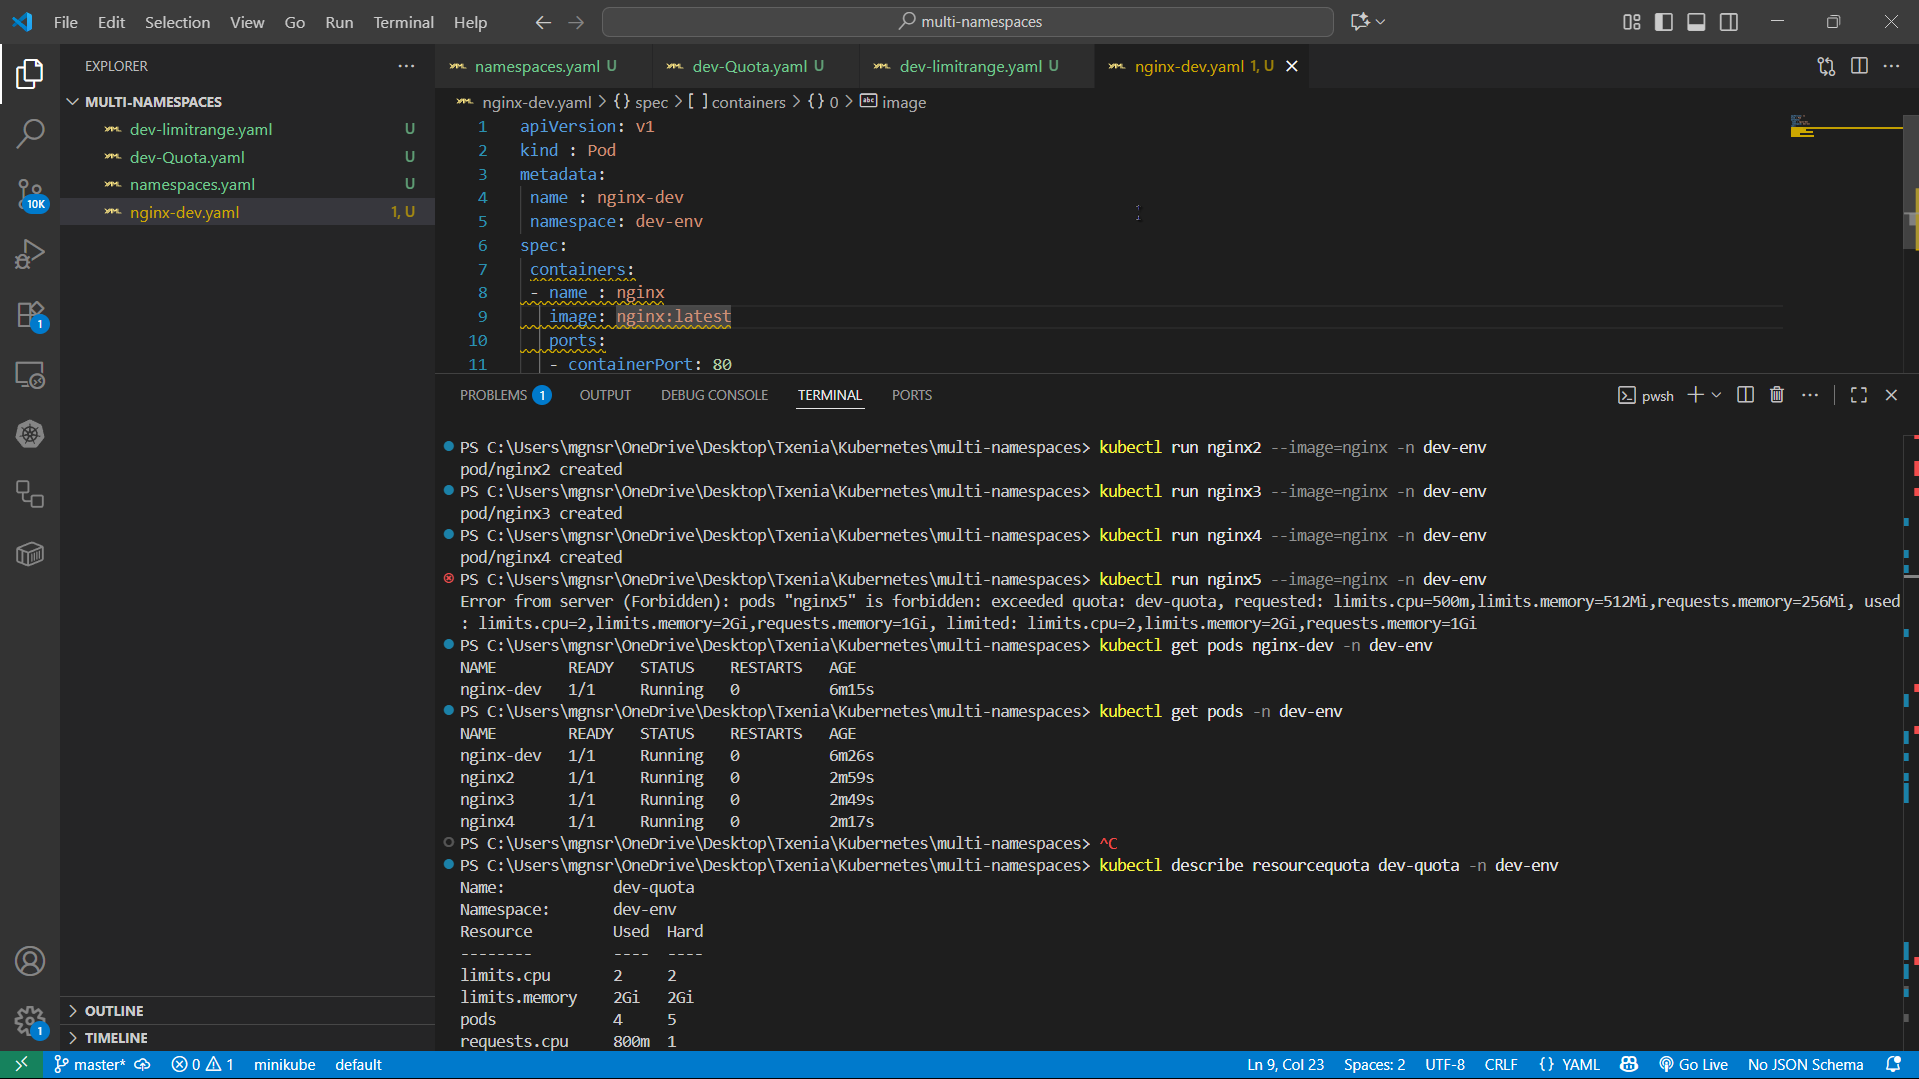 File Edit Selection View Go Run Terminal Help
multi-namespaces
EXPLORER
MULTI-NAMESPACES
dev-limitrange.yaml U
dev-Quota.yaml U
namespaces.yaml U
nginx-dev.yaml 1, U
10K
1
OUTLINE
TIMELINE
1
namespaces.yaml U
dev-Quota.yaml U
dev-limitrange.yaml U
nginx-dev.yaml 1, U
nginx-dev.yaml > {} spec > [ ] containers > {} 0 > abc image
1 apiVersion: v1
2 kind : Pod
3 metadata:
4 name : nginx-dev
5 namespace: dev-env
6 spec:
7 containers:
8 - name : nginx
9 image: nginx:latest
10 ports:
11 - containerPort: 80
PROBLEMS 1 OUTPUT DEBUG CONSOLE TERMINAL PORTS
pwsh
PS C:\Users\mgnsr\OneDrive\Desktop\Txenia\Kubernetes\multi-namespaces> kubectl run nginx2 --image=nginx -n dev-env
pod/nginx2 created
PS C:\Users\mgnsr\OneDrive\Desktop\Txenia\Kubernetes\multi-namespaces> kubectl run nginx3 --image=nginx -n dev-env
pod/nginx3 created
PS C:\Users\mgnsr\OneDrive\Desktop\Txenia\Kubernetes\multi-namespaces> kubectl run nginx4 --image=nginx -n dev-env
pod/nginx4 created
PS C:\Users\mgnsr\OneDrive\Desktop\Txenia\Kubernetes\multi-namespaces> kubectl run nginx5 --image=nginx -n dev-env
Error from server (Forbidden): pods "nginx5" is forbidden: exceeded quota: dev-quota, requested: limits.cpu=500m,limits.memory=512Mi,requests.memory=256Mi, used
: limits.cpu=2,limits.memory=2Gi,requests.memory=1Gi, limited: limits.cpu=2,limits.memory=2Gi,requests.memory=1Gi
PS C:\Users\mgnsr\OneDrive\Desktop\Txenia\Kubernetes\multi-namespaces> kubectl get pods nginx-dev -n dev-env
NAME READY STATUS RESTARTS AGE
nginx-dev 1/1 Running 0 6m15s
PS C:\Users\mgnsr\OneDrive\Desktop\Txenia\Kubernetes\multi-namespaces> kubectl get pods -n dev-env
NAME READY STATUS RESTARTS AGE
nginx-dev 1/1 Running 0 6m26s
nginx2 1/1 Running 0 2m59s
nginx3 1/1 Running 0 2m49s
nginx4 1/1 Running 0 2m17s
PS C:\Users\mgnsr\OneDrive\Desktop\Txenia\Kubernetes\multi-namespaces> ^C
PS C:\Users\mgnsr\OneDrive\Desktop\Txenia\Kubernetes\multi-namespaces> kubectl describe resourcequota dev-quota -n dev-env
Name: dev-quota
Namespace: dev-env
Resource Used Hard
-------- ---- ----
limits.cpu 2 2
limits.memory 2Gi 2Gi
pods 4 5
requests.cpu 800m 1
master* 0 1 minikube default Ln 9, Col 23 Spaces: 2 UTF-8 CRLF {} YAML Go Live No JSON Schema